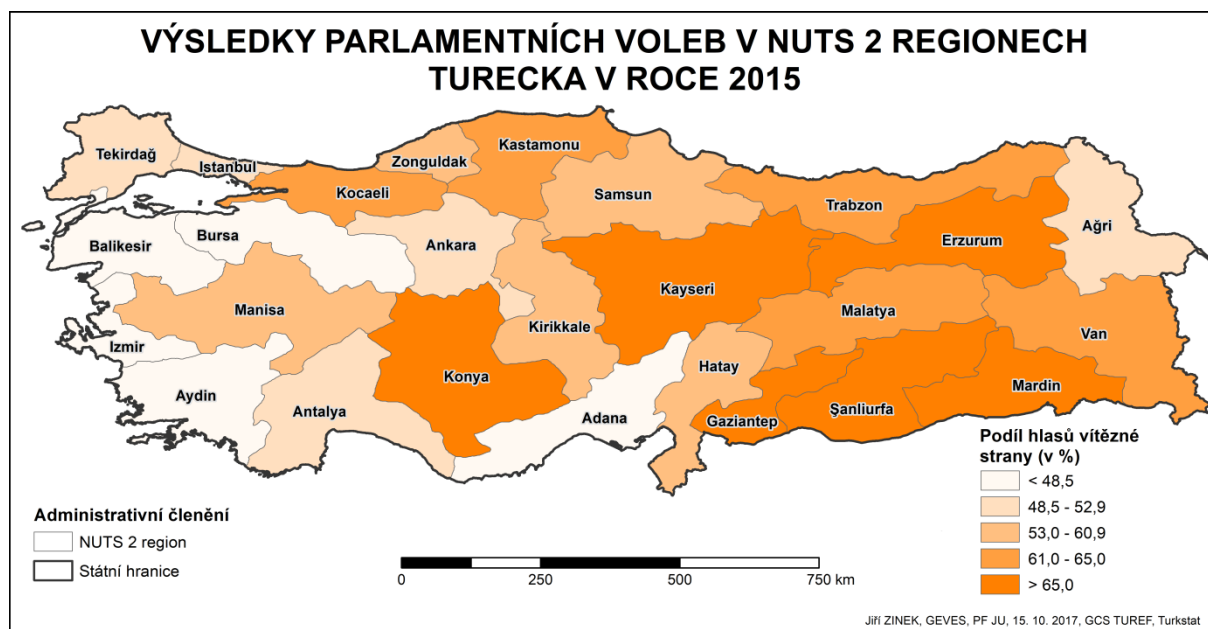 VÝSLEDKY PARLAMENTNÍCH VOLEB V NUTS 2 REGIONECH
TURECKA V ROCE 2015
Tekirdağ
Istanbul
Zonguldak
Kastamonu
Kocaeli
Samsun
Trabzon
Ağri
Balikesir
Bursa
Ankara
Erzurum
Kayseri
Manisa
Kirikkale
Malatya
Van
Izmir
Hatay
Konya
Mardin
Aydin
Antalya
Adana
Gaziantep
Şanliurfa
Podíl hlasů vítězné
strany (v %)
< 48,5
48,5 - 52,9
53,0 - 60,9
61,0 - 65,0
> 65,0
Administrativní členění
NUTS 2 region
Státní hranice
0 250 500 750 km
Jiří ZINEK, GEVES, PF JU, 15. 10. 2017, GCS TUREF, Turkstat